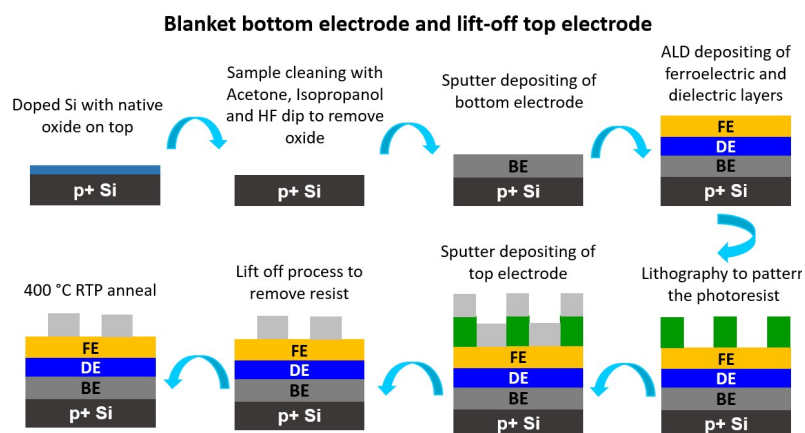 Blanket bottom electrode and lift-off top electrode
Doped Si with native
oxide on top
p+ Si
Sample cleaning with
Acetone, Isopropanol
and HF dip to remove
oxide
p+ Si
Sputter depositing of
bottom electrode
BE
p+ Si
ALD depositing of
ferroelectric and
dielectric layers
FE
DE
BE
p+ Si
Lithography to pattern
the photoresist
FE
DE
BE
p+ Si
Sputter depositing of
top electrode
FE
DE
BE
p+ Si
Lift off process to
remove resist
FE
DE
BE
p+ Si
400 °C RTP anneal
FE
DE
BE
p+ Si